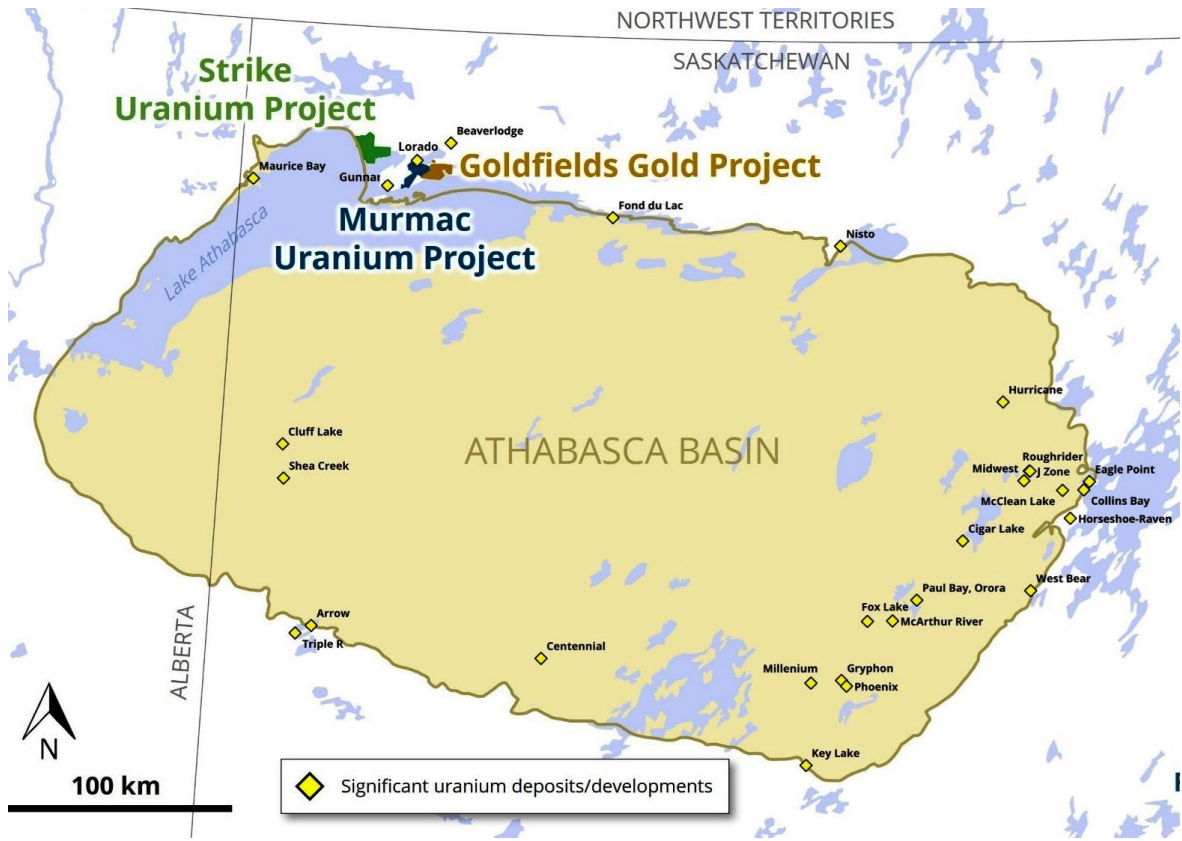 NORTHWEST TERRITORIES
SASKATCHEWAN
Strike
Uranium Project
Beaverlodge
Lorado
Maurice Bay
Gunnar
Goldfields Gold Project
Murmac
Uranium Project
Fond du Lac
Nisto
Lake Athabasca
Hurricane
Cluff Lake
ATHABASCA BASIN
Shea Creek
Roughrider
Midwest
J Zone
Eagle Point
McClean Lake
Collins Bay
Horseshoe-Raven
Cigar Lake
West Bear
Paul Bay, Orora
Fox Lake
McArthur River
Arrow
Triple R
ALBERTA
Centennial
Millenium
Gryphon
Phoenix
N
Key Lake
100 km
Significant uranium deposits/developments